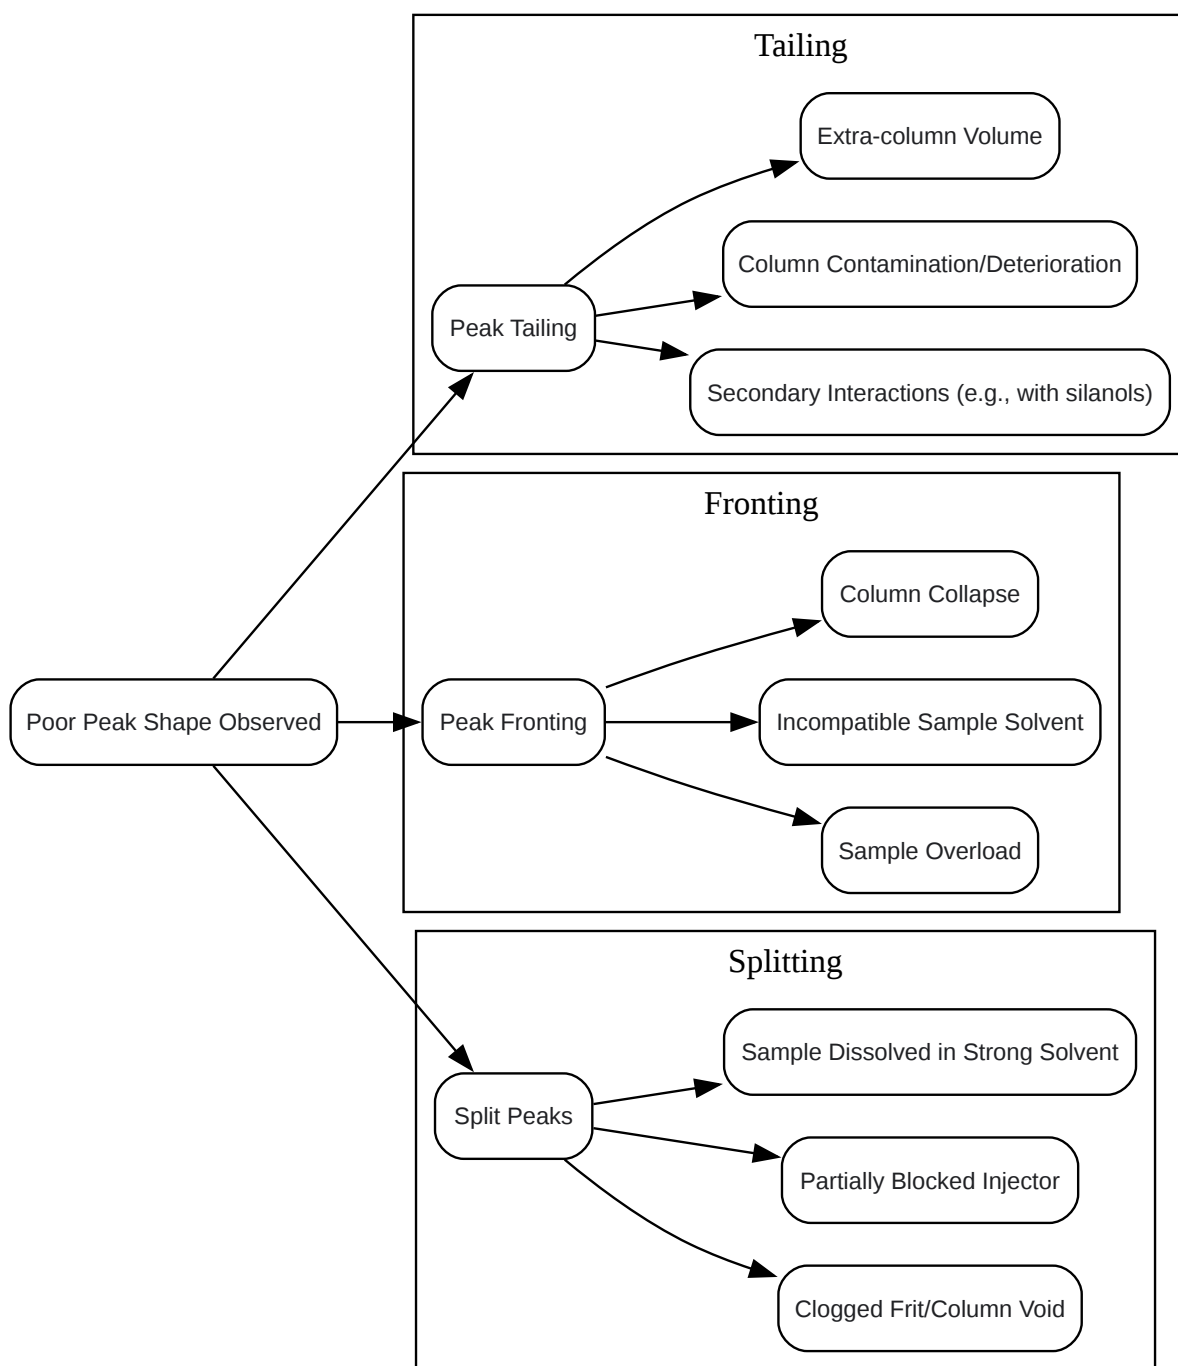 Tailing
Extra-column Volume
Column Contamination/Deterioration
Peak Tailing
Secondary Interactions (e.g., with silanols)
Fronting
Column Collapse
Poor Peak Shape Observed
Peak Fronting
Incompatible Sample Solvent
Sample Overload
Splitting
Sample Dissolved in Strong Solvent
Split Peaks
Partially Blocked Injector
Clogged Frit/Column Void